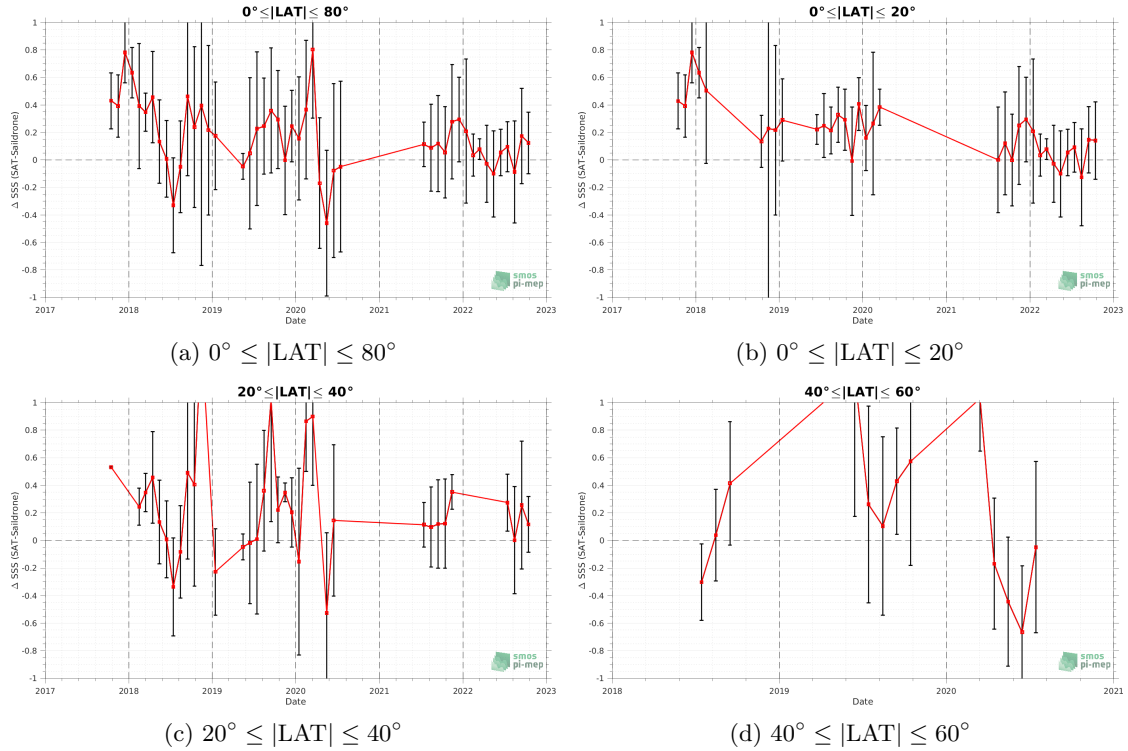 0°≤|LAT|≤ 80°
1
0.8
0.6
0.4
0.2
0
-0.2
-0.4
-0.6
-0.8
-1
Δ SSS (SAT-Saildrone)
2017 2018 2019 2020 2021 2022 2023
Date
smos
pi-mep
(a) 0° ≤ |LAT| ≤ 80°
0°≤|LAT|≤ 20°
1
0.8
0.6
0.4
0.2
0
-0.2
-0.4
-0.6
-0.8
-1
Δ SSS (SAT-Saildrone)
2017 2018 2019 2020 2021 2022 2023
Date
smos
pi-mep
(b) 0° ≤ |LAT| ≤ 20°
20°≤|LAT|≤ 40°
1
0.8
0.6
0.4
0.2
0
-0.2
-0.4
-0.6
-0.8
-1
Δ SSS (SAT-Saildrone)
2017 2018 2019 2020 2021 2022 2023
Date
smos
pi-mep
(c) 20° ≤ |LAT| ≤ 40°
40°≤|LAT|≤ 60°
1
0.8
0.6
0.4
0.2
0
-0.2
-0.4
-0.6
-0.8
-1
Δ SSS (SAT-Saildrone)
2018 2019 2020 2021
Date
smos
pi-mep
(d) 40° ≤ |LAT| ≤ 60°